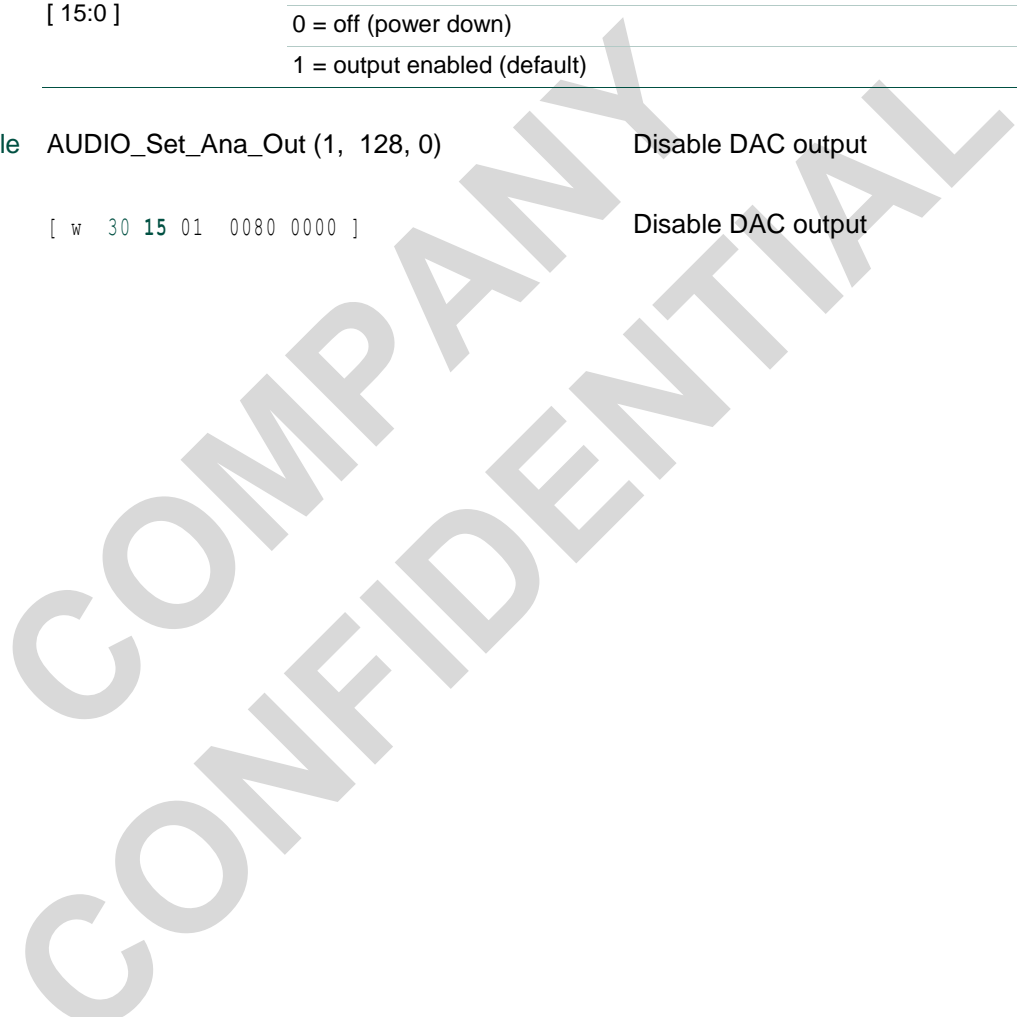 [ 15:0 ]
0 = off (power down)
1 = output enabled (default)
le AUDIO_Set_Ana_Out (1, 128, 0) Disable DAC output
[ w 30 15 01 0080 0000 ] Disable DAC output
COMPANY
CONFIDENTIAL